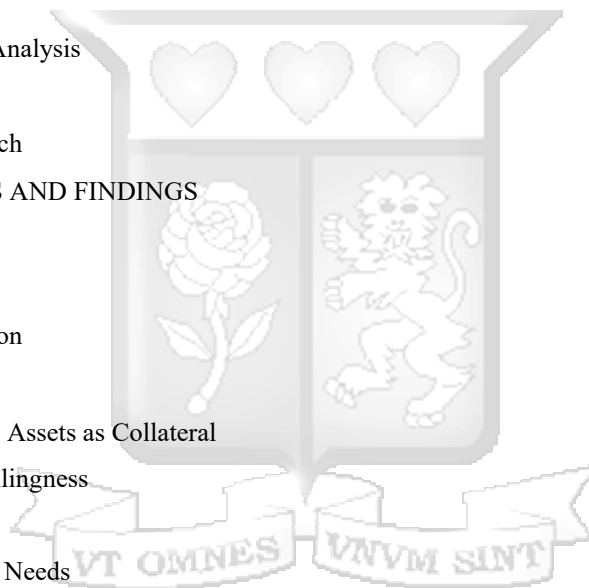 Analysis
ch
S AND FINDINGS
on
Assets as Collateral
lingness
Needs
VT OMNES VNVM SINT